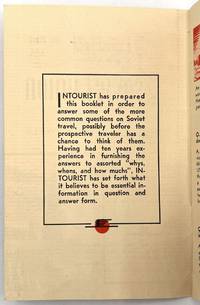 INTOURIST has prepared
this booklet in order to
answer some of the more
common questions on Soviet
travel, possibly before the
prospective traveler has
a chance to think of them.
Having had ten years ex-
perience in furnishing the
answers to assorted "whys,
whens, and how muchs", IN-
TOURIST has set forth what
it believes to be essential in-
formation in question and
answer form.